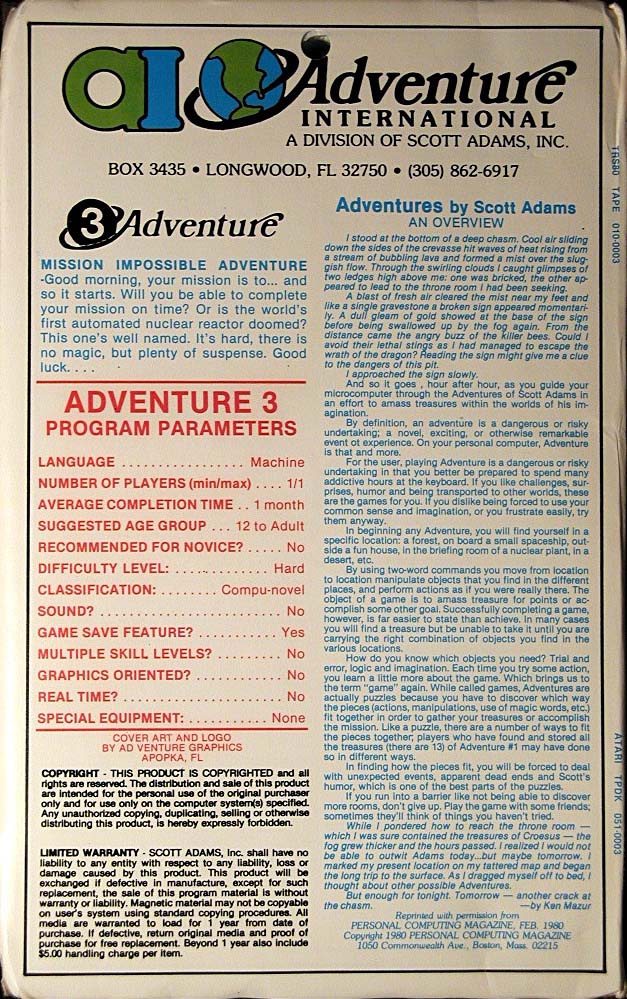 aI Adventure
INTERNATIONAL
A DIVISION OF SCOTT ADAMS, INC.
BOX 3435 • LONGWOOD, FL 32750 • (305) 862-6917
3 Adventure
MISSION IMPOSSIBLE ADVENTURE
-Good morning, your mission is to... and
so it starts. Will you be able to complete
your mission on time? Or is the world's
first automated nuclear reactor doomed?
This one's well named. It's hard, there is
no magic, but plenty of suspense. Good
luck. . . .
ADVENTURE 3
PROGRAM PARAMETERS
LANGUAGE ................ Machine
NUMBER OF PLAYERS (min/max) .... 1/1
AVERAGE COMPLETION TIME .. 1 month
SUGGESTED AGE GROUP ... 12 to Adult
RECOMMENDED FOR NOVICE? ..... No
DIFFICULTY LEVEL: ............. Hard
CLASSIFICATION: ........ Compu-novel
SOUND? ........................ No
GAME SAVE FEATURE? .......... Yes
MULTIPLE SKILL LEVELS? ......... No
GRAPHICS ORIENTED? ........... No
REAL TIME? .................... No
SPECIAL EQUIPMENT: ........... None
COVER ART AND LOGO
BY AD VENTURE GRAPHICS
APOPKA, FL
COPYRIGHT - THIS PRODUCT IS COPYRIGHTED and all
rights are reserved. The distribution and sale of this product
are intended for the personal use of the original purchaser
only and for use only on the computer system(s) specified.
Any unauthorized copying, duplicating, selling or otherwise
distributing this product, is hereby expressly forbidden.
LIMITED WARRANTY - SCOTT ADAMS, Inc. shall have no
liability to any entity with respect to any liability, loss or
damage caused by this product. This product will be
exchanged if defective in manufacture, except for such
replacement, the sale of this program material is without
warranty or liability. Magnetic material may not be copyable
on user's system using standard copying procedures. All
media are warranted to load for 1 year from date of
purchase. If defective, return original media and proof of
purchase for free replacement. Beyond 1 year also include
$5.00 handling charge per item.
Adventures by Scott Adams
AN OVERVIEW
I stood at the bottom of a deep chasm. Cool air sliding
down the sides of the crevasse hit waves of heat rising from
a stream of bubbling lava and formed a mist over the slug-
gish flow. Through the swirling clouds I caught glimpses of
two ledges high above me: one was bricked, the other ap-
peared to lead to the throne room I had been seeking.
A blast of fresh air cleared the mist near my feet and
like a single gravestone a broken sign appeared momentari-
ly. A dull gleam of gold showed at the base of the sign
before being swallowed up by the fog again. From the
distance came the angry buzz of the killer bees. Could I
avoid their lethal stings as I had managed to escape the
wrath of the dragon? Reading the sign might give me a clue
to the dangers of this pit.
I approached the sign slowly.
And so it goes , hour after hour, as you guide your
microcomputer through the Adventures of Scott Adams in
an effort to amass treasures within the worlds of his im-
agination.
By definition, an adventure is a dangerous or risky
undertaking; a novel, exciting, or otherwise remarkable
event ot experience. On your personal computer, Adventure
is that and more.
For the user, playing Adventure is a dangerous or risky
undertaking in that you better be prepared to spend many
addictive hours at the keyboard. If you like challenges, sur-
prises, humor and being transported to other worlds, these
are the games for you. If you dislike being forced to use your
common sense and imagination, or you frustrate easily, try
them anyway.
In beginning any Adventure, you will find yourself in a
specific location: a forest, on board a small spaceship, out-
side a fun house, in the briefing room of a nuclear plant, in a
desert, etc.
By using two-word commands you move from location
to location manipulate objects that you find in the different
places, and perform actions as if you were really there. The
object of a game is to amass treasure for points or ac-
complish some other goal. Successfully completing a game,
however, is far easier to state than achieve. In many cases
you will find a treasure but be unable to take it until you are
carrying the right combination of objects you find in the
various locations.
How do you know which objects you need? Trial and
error, logic and imagination. Each time you try some action,
you learn a little more about the game. Which brings us to
the term "game" again. While called games, Adventures are
actually puzzles because you have to discover which way
the pieces (actions, manipulations, use of magic words, etc.)
fit together in order to gather your treasures or accomplish
the mission. Like a puzzle, there are a number of ways to fit
the pieces together; players who have found and stored all
the treasures (there are 13) of Adventure #1 may have done
so in different ways.
In finding how the pieces fit, you will be forced to deal
with unexpected events, apparent dead ends and Scott's
humor, which is one of the best parts of the puzzles.
If you run into a barrier like not being able to discover
more rooms, don't give up. Play the game with some friends;
sometimes they'll think of things you haven't tried.
While I pondered how to reach the throne room —
which I was sure contained the treasures of Croesus — the
fog grew thicker and the hours passed. I realized I would not
be able to outwit Adams today...but maybe tomorrow. I
marked my present location on my tattered map and began
the long trip to the surface. As I dragged myself off to bed, I
thought about other possible Adventures.
But enough for tonight. Tomorrow — another crack at
the chasm. —by Ken Mazur
Reprinted with permission from
PERSONAL COMPUTING MAGAZINE, FEB. 1980
Copyright 1980 PERSONAL COMPUTING MAGAZINE
1050 Commonwealth Ave., Boston, Mass. 02215
TRS80 TAPE 010-0003
ATARI TPDK 051-0003